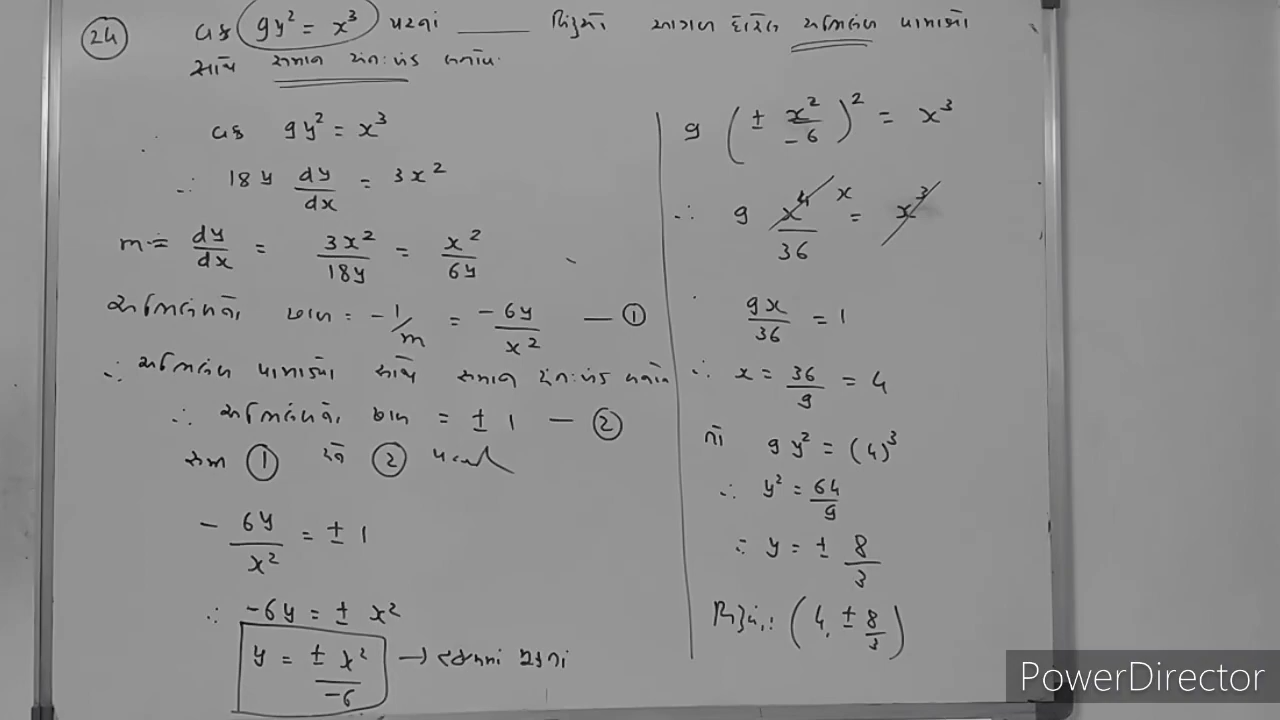 24 વક્ર 9y² = x³ પરનાં ______ બિંદુએ આગળ દોરેલ અભિલંબ યામાક્ષો
સાથે સમાન અંતઃખંડ બનાવે.
વક્ર 9y² = x³
∴ 18y dy/dx = 3x²
m = dy/dx = 3x²/18y = x²/6y
અભિલંબનો ઢાળ = -1/m = -6y/x² — ①
∴ અભિલંબ યામાક્ષો સાથે સમાન અંતઃખંડ બનાવે
∴ અભિલંબનો ઢાળ = ± 1 — ②
સમી ① અને ② પરથી
- 6y/x² = ± 1
∴ -6y = ± x²
y = ± x²/-6 → વક્રમાં મૂકતાં
9 (± x²/-6)² = x³
∴ 9 x⁴/36 x = x³
∴ 9x/36 = 1
∴ x = 36/9 = 4
તો 9y² = (4)³
∴ y² = 64/9
∴ y = ± 8/3
બિંદુ : (4, ± 8/3)
PowerDirector